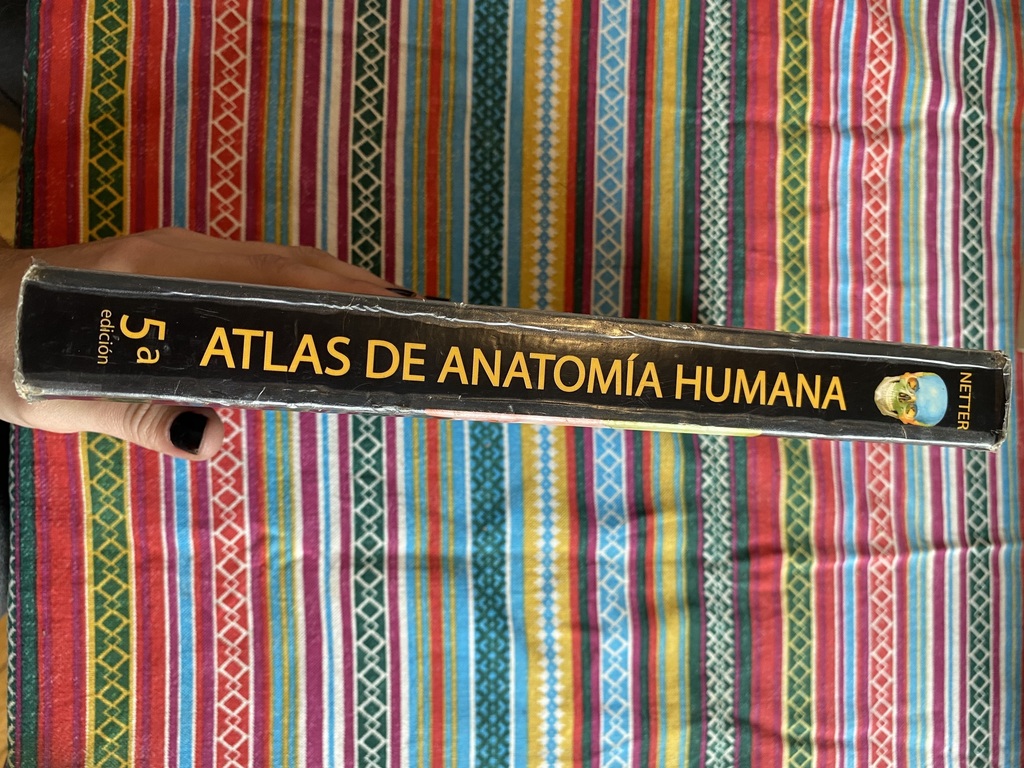 NETTER
ATLAS DE ANATOMÍA HUMANA
5a
edición